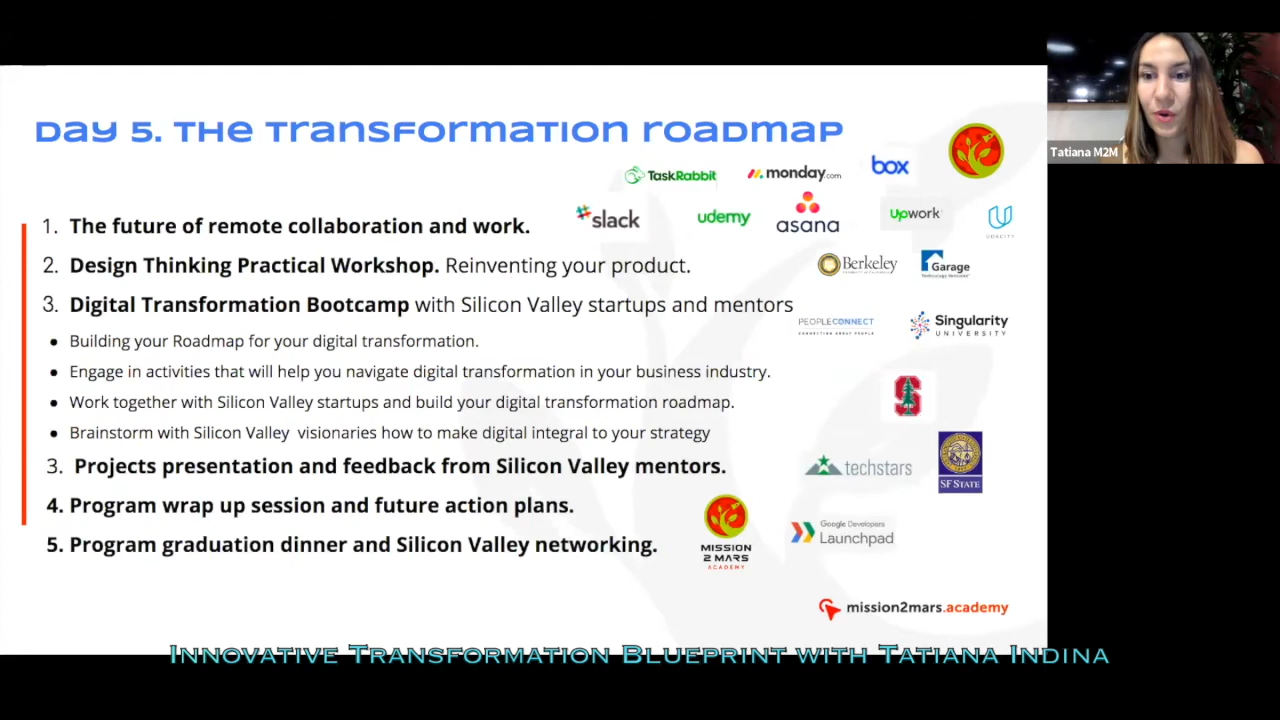 Day 5. The Transformation Roadmap
Tatiana M2M
TaskRabbit
monday.com
box
slack
udemy
asana
Upwork
UDACITY
1. The future of remote collaboration and work.
2. Design Thinking Practical Workshop. Reinventing your product.
Berkeley
Garage
3. Digital Transformation Bootcamp with Silicon Valley startups and mentors
PEOPLECONNECT
Singularity
UNIVERSITY
• Building your Roadmap for your digital transformation.
• Engage in activities that will help you navigate digital transformation in your business industry.
• Work together with Silicon Valley startups and build your digital transformation roadmap.
• Brainstorm with Silicon Valley visionaries how to make digital integral to your strategy
3. Projects presentation and feedback from Silicon Valley mentors.
techstars
SF STATE
4. Program wrap up session and future action plans.
5. Program graduation dinner and Silicon Valley networking.
MISSION
2 MARS
ACADEMY
Google Developers
Launchpad
mission2mars.academy
Innovative Transformation Blueprint with Tatiana Indina